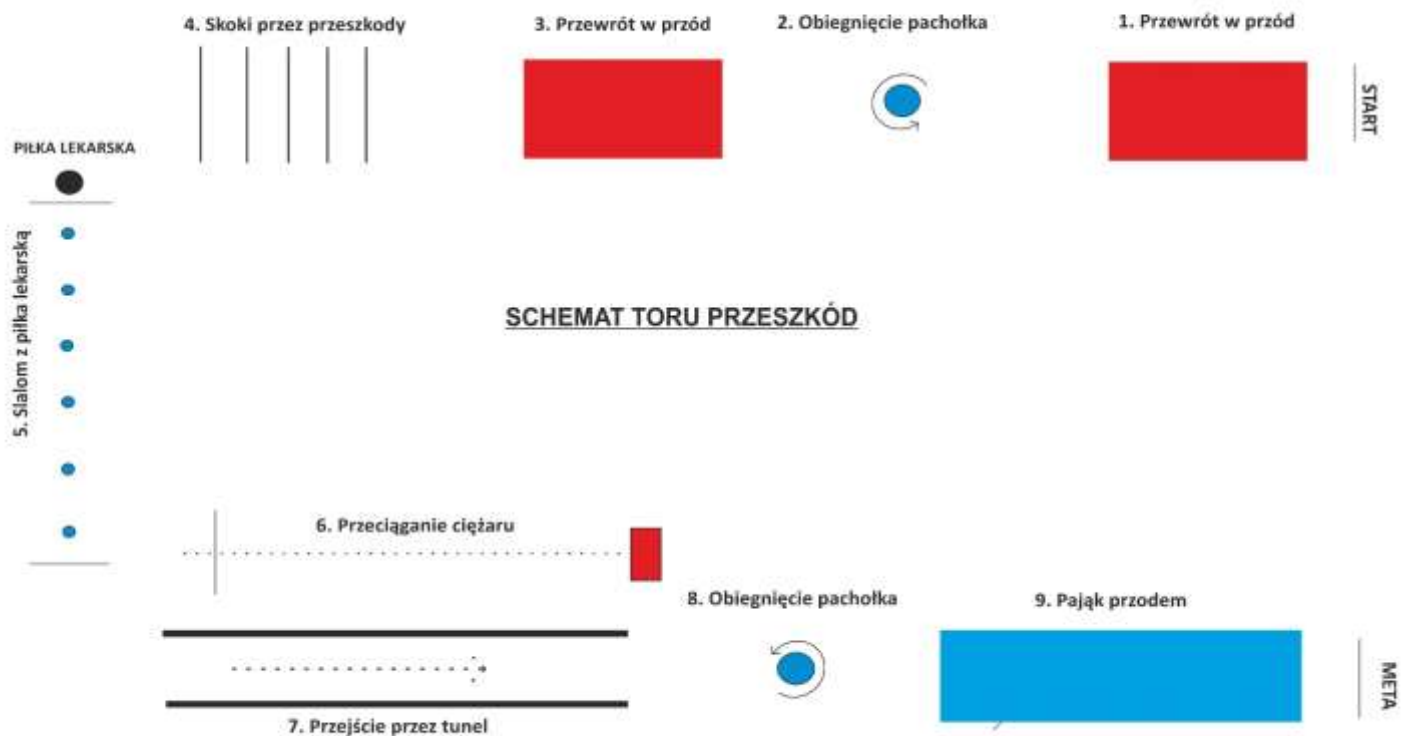 4. Skoki przez przeszkody
3. Przewrót w przód
2. Obiegnięcie pachołka
1. Przewrót w przód
START
PIŁKA LEKARSKA
5. Slalom z piłka lekarską
SCHEMAT TORU PRZESZKÓD
6. Przeciąganie ciężaru
8. Obiegnięcie pachołka
9. Pająk przodem
META
7. Przejście przez tunel